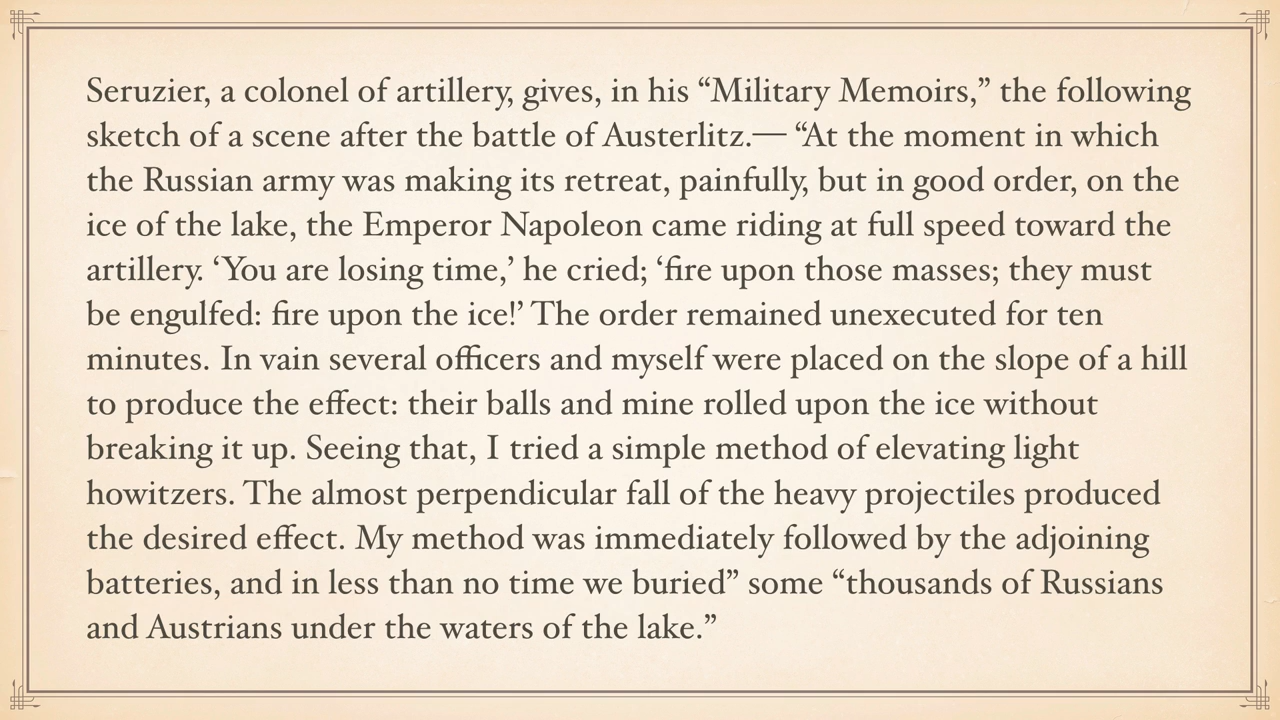 Seruzier, a colonel of artillery, gives, in his “Military Memoirs,” the following
sketch of a scene after the battle of Austerlitz.— “At the moment in which
the Russian army was making its retreat, painfully, but in good order, on the
ice of the lake, the Emperor Napoleon came riding at full speed toward the
artillery. ‘You are losing time,’ he cried; ‘fire upon those masses; they must
be engulfed: fire upon the ice!’ The order remained unexecuted for ten
minutes. In vain several officers and myself were placed on the slope of a hill
to produce the effect: their balls and mine rolled upon the ice without
breaking it up. Seeing that, I tried a simple method of elevating light
howitzers. The almost perpendicular fall of the heavy projectiles produced
the desired effect. My method was immediately followed by the adjoining
batteries, and in less than no time we buried” some “thousands of Russians
and Austrians under the waters of the lake.”